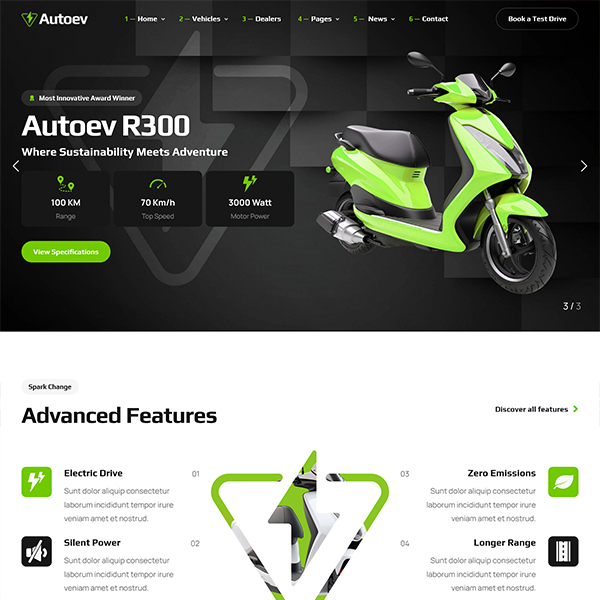 Autoev
1 — Home
2 — Vehicles
3 — Dealers
4 — Pages
5 — News
6 — Contact
Book a Test Drive
Most Innovative Award Winner
Autoev R300
Where Sustainability Meets Adventure
100 KM
Range
70 Km/h
Top Speed
3000 Watt
Motor Power
View Specifications
3 / 3
Spark Change
Advanced Features
Discover all features
Electric Drive
01
Sunt dolor aliquip consectetur
laborum incididunt tempor irure
veniam amet et nostrud.
Silent Power
02
Sunt dolor aliquip consectetur
laborum incididunt tempor irure
veniam amet et nostrud.
03
Zero Emissions
Sunt dolor aliquip consectetur
laborum incididunt tempor irure
veniam amet et nostrud.
04
Longer Range
Sunt dolor aliquip consectetur
laborum incididunt tempor irure
veniam amet et nostrud.